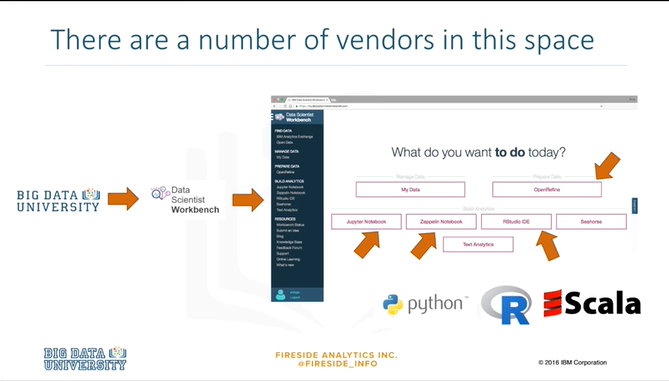 There are a number of vendors in this space
BIG DATA
UNIVERSITY
Data
Scientist
Workbench
Data Scientist
Workbench
FIND DATA
IBM Analytics Exchange
Open Data
MANAGE DATA
My Data
PREPARE DATA
OpenRefine
BUILD ANALYTICS
Jupyter Notebook
Zeppelin Notebook
RStudio IDE
Seahorse
Text Analytics
RESOURCES
Workbench Status
Submit an idea
Blog
Knowledge Base
Feedback Forum
Support
Online Learning
What is new
Logout
What do you want to do today?
Manage Data
Prepare Data
My Data
OpenRefine
Build Analytics
Jupyter Notebook
Zeppelin Notebook
RStudio IDE
Seahorse
Text Analytics
python™
R
Scala
BIG DATA
UNIVERSITY
FIRESIDE ANALYTICS INC.
@FIRESIDE_INFO
© 2016 IBM Corporation